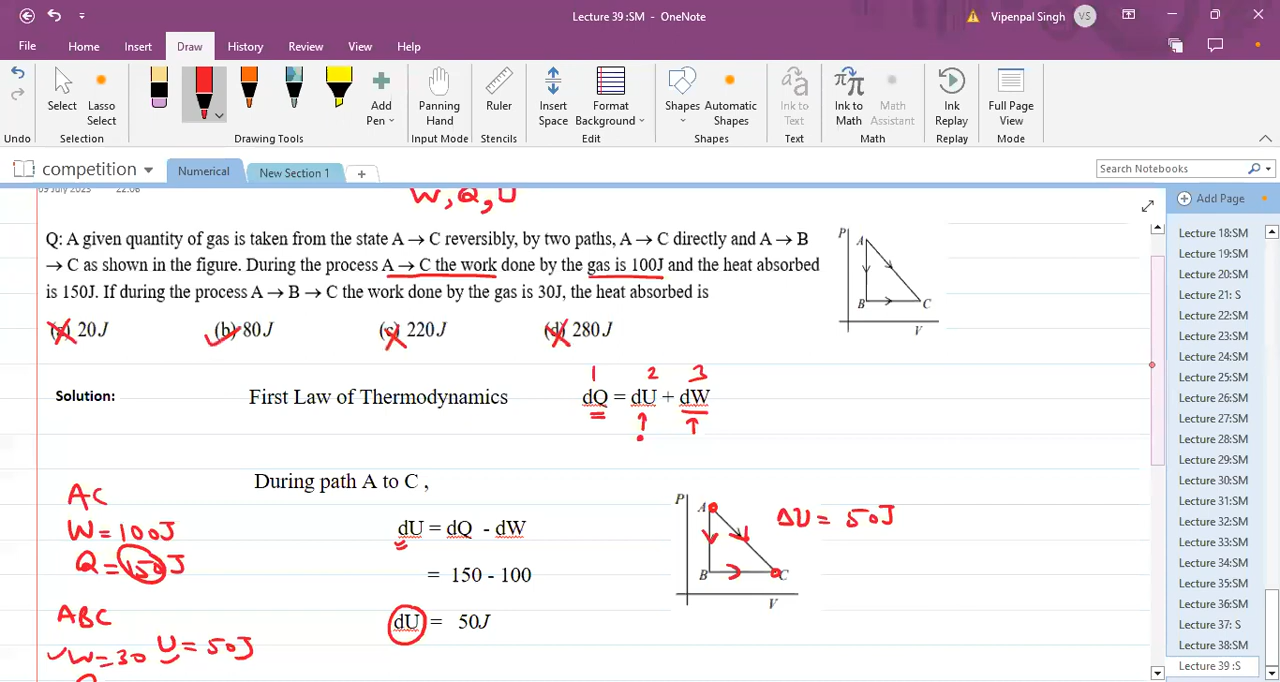 Lecture 39 :SM - OneNote
Vipenpal Singh VS
File Home Insert Draw History Review View Help
Undo
Select Lasso Select
Selection
Add Pen
Drawing Tools
Panning Hand
Input Mode
Ruler
Stencils
Insert Space Format Background
Edit
Shapes Automatic Shapes
Shapes
Ink to Text
Text
Ink to Math Math Assistant
Math
Ink Replay
Replay
Full Page View
Mode
competition Numerical New Section 1 Search Notebooks
09 July 2023 22:06
W, Q, U
Q: A given quantity of gas is taken from the state A → C reversibly, by two paths, A → C directly and A → B
→ C as shown in the figure. During the process A → C the work done by the gas is 100J and the heat absorbed
is 150J. If during the process A → B → C the work done by the gas is 30J, the heat absorbed is
(a) 20 J (b) 80 J (c) 220 J (d) 280 J
P A B C V
1 2 3
Solution: First Law of Thermodynamics dQ = dU + dW
During path A to C ,
AC
W = 100J
Q = 150J
dU = dQ - dW
= 150 - 100
dU = 50J
P A B C V
ΔU = 50J
ABC
W = 30 U = 50J
Add Page
Lecture 18:SM
Lecture 19:SM
Lecture 20:SM
Lecture 21: S
Lecture 22:SM
Lecture 23:SM
Lecture 24:SM
Lecture 25:SM
Lecture 26:SM
Lecture 27:SM
Lecture 28:SM
Lecture 29:SM
Lecture 30:SM
Lecture 31:SM
Lecture 32:SM
Lecture 33:SM
Lecture 34:SM
Lecture 35:SM
Lecture 36:SM
Lecture 37: S
Lecture 38:SM
Lecture 39 :S